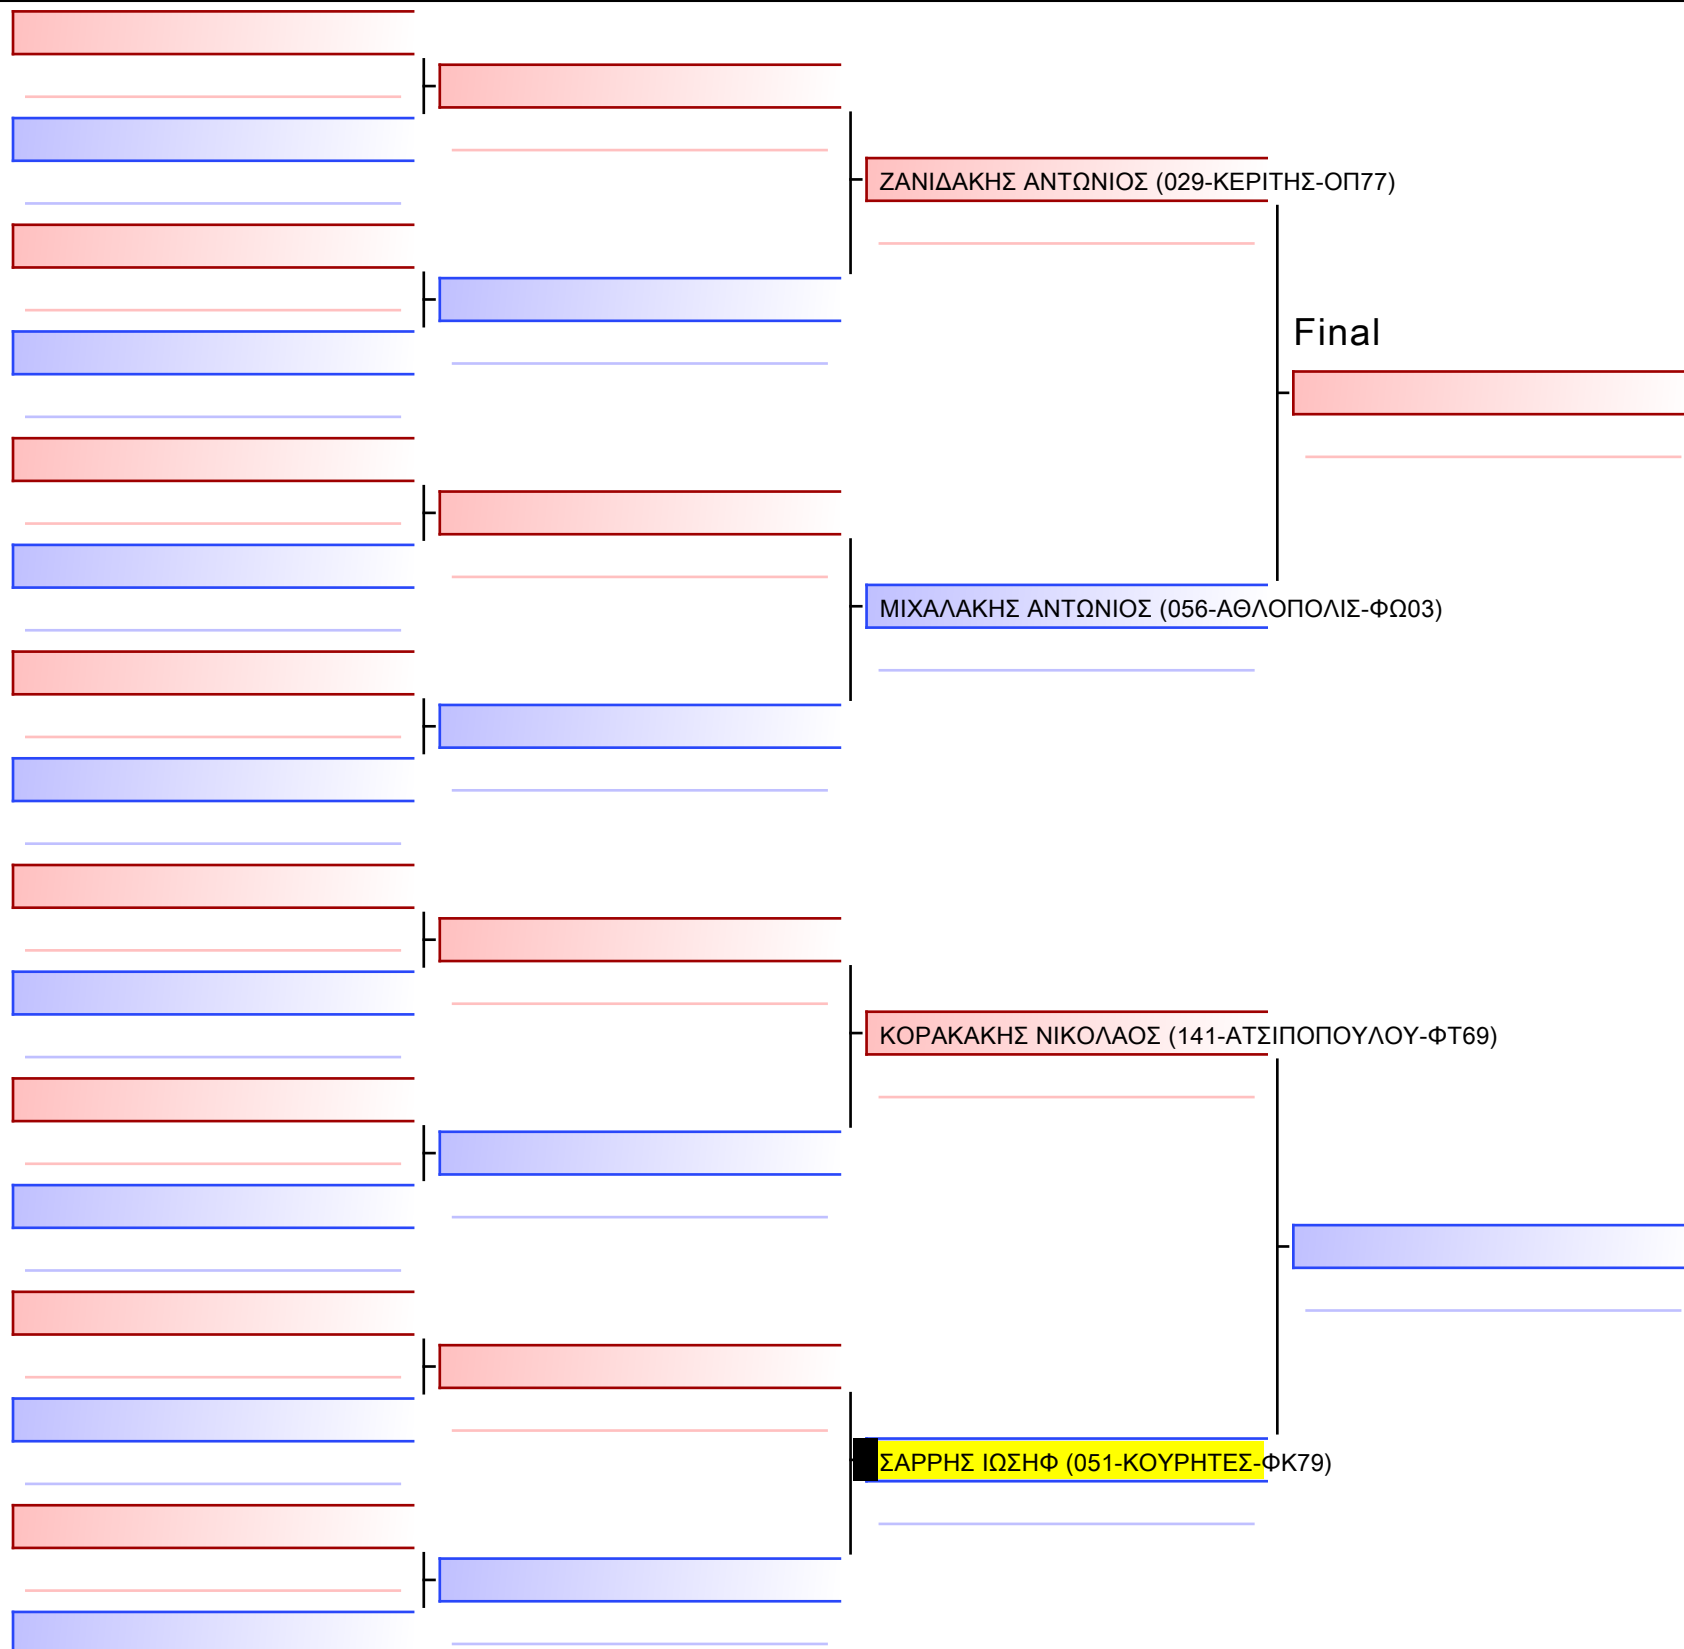 ΖΑΝΙΔΑΚΗΣ ΑΝΤΩΝΙΟΣ (029-ΚΕΡΙΤΗΣ-ΟΠ77)
Final
ΜΙΧΑΛΑΚΗΣ ΑΝΤΩΝΙΟΣ (056-ΑΘΛΟΠΟΛΙΣ-ΦΩ03)
ΚΟΡΑΚΑΚΗΣ ΝΙΚΟΛΑΟΣ (141-ΑΤΣΙΠΟΠΟΥΛΟΥ-ΦΤ69)
ΣΑΡΡΗΣ ΙΩΣΗΦ (051-ΚΟΥΡΗΤΕΣ-ΦΚ79)